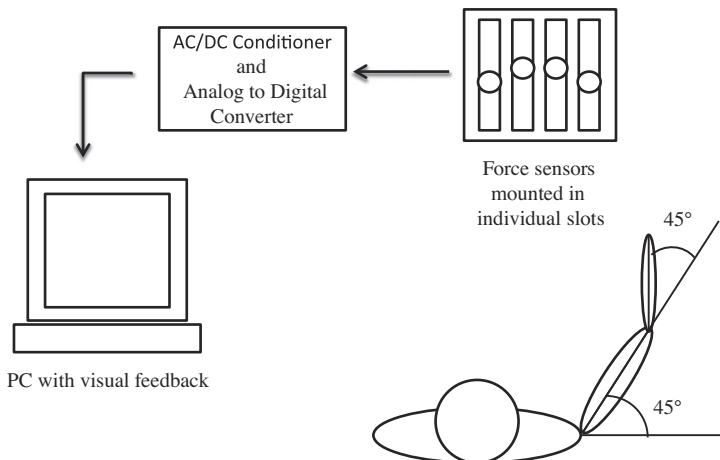 AC/DC Conditioner
and
Analog to Digital
Converter
Force sensors
mounted in
individual slots
45°
PC with visual feedback
45°